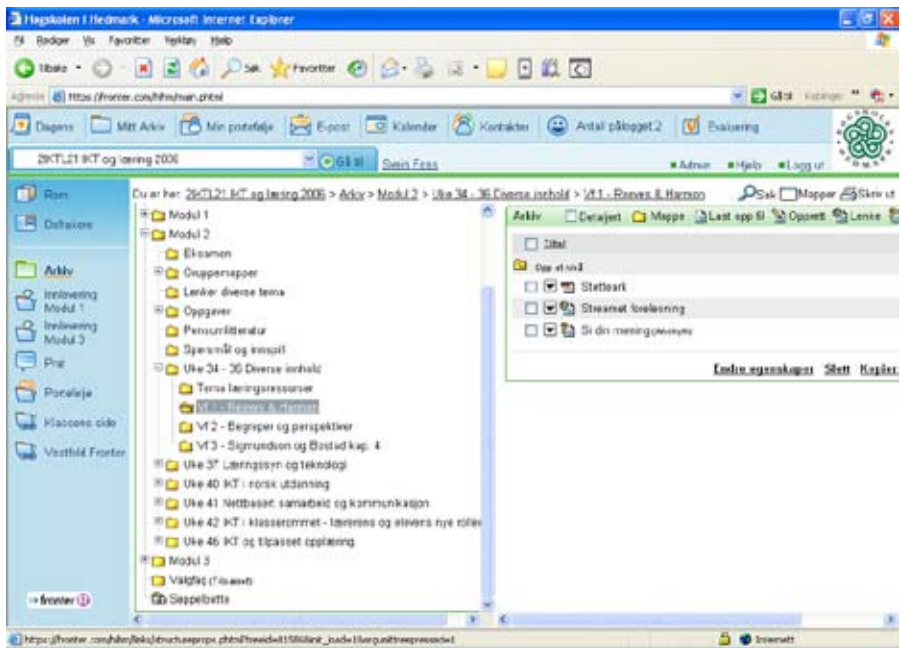 Høgskolen i Hedmark - Microsoft Internet Explorer
Fil Rediger Vis Favoritter Verktøy Hjelp
Tilbake Søk Favoritter
Adresse https://fronter.com/hihm/main.phtml Gå til Koblinger
Dagens Mitt Arkiv Min portefølje E-post Kalender Kontakter Antall pålogget:2 Evaluering
2IKTL21 IKT og læring 2006 Gå til Svein Admin Hjelp Logg ut
Rom
Deltakere
Arkiv
Innlevering Modul 1
Innlevering Modul 3
Prat
Klassens side
Vestfold Fronter
fronter
Du er her: 2IKTL21 IKT og læring 2006 > Arkiv > Modul 2 > Uke 34 - 36 Diverse innhold > Vf.1 - Reeves & Harmon Søk Mapper Skriv ut
Modul 1
Modul 2
Eksamen
Gruppemapper
Lenker diverse tema
Oppgaver
Pensumlitteratur
Spørsmål og innspill
Uke 34 - 36 Diverse innhold
Tema læringsressurser
Vf.1 - Reeves & Harmon
Vf 2 - Begreper og perspektiver
Vf 3 - Sigmundson og Bostad kap. 4
Uke 37 Læringssyn og teknologi
Uke 40 IKT i norsk utdanning
Uke 41 Nettbasert samarbeid og kommunikasjon
Uke 42 IKT i klasserommet - lærerens og elevens nye roller
Uke 46 IKT og tilpasset opplæring
Modul 3
Valgfag
Søppelbøtte
Arkiv Detaljert Mappe Last opp fil Opprett Lenke
Tittel
Opp et nivå
Støtteark
Streamet forelesning
Si din mening
Endre egenskaper Slett Kopier
Internett